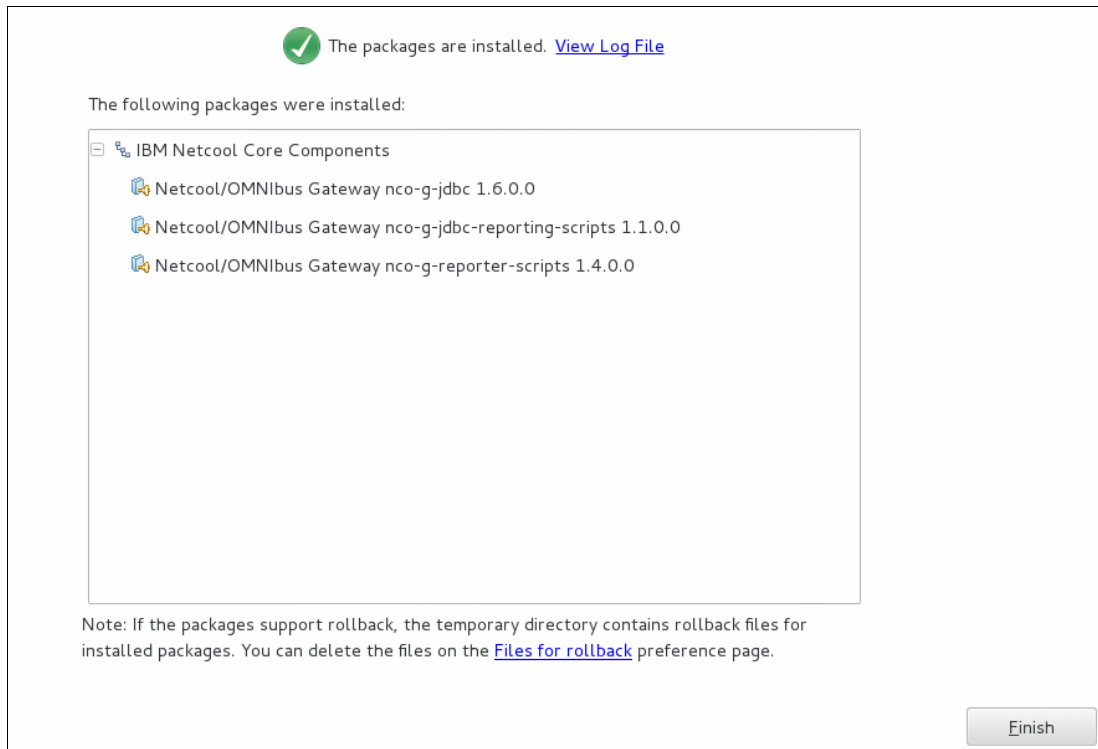 The packages are installed. View Log File
The following packages were installed:
IBM Netcool Core Components
Netcool/OMNIbus Gateway nco-g-jdbc 1.6.0.0
Netcool/OMNIbus Gateway nco-g-jdbc-reporting-scripts 1.1.0.0
Netcool/OMNIbus Gateway nco-g-reporter-scripts 1.4.0.0
Note: If the packages support rollback, the temporary directory contains rollback files for
installed packages. You can delete the files on the Files for rollback preference page.
Finish